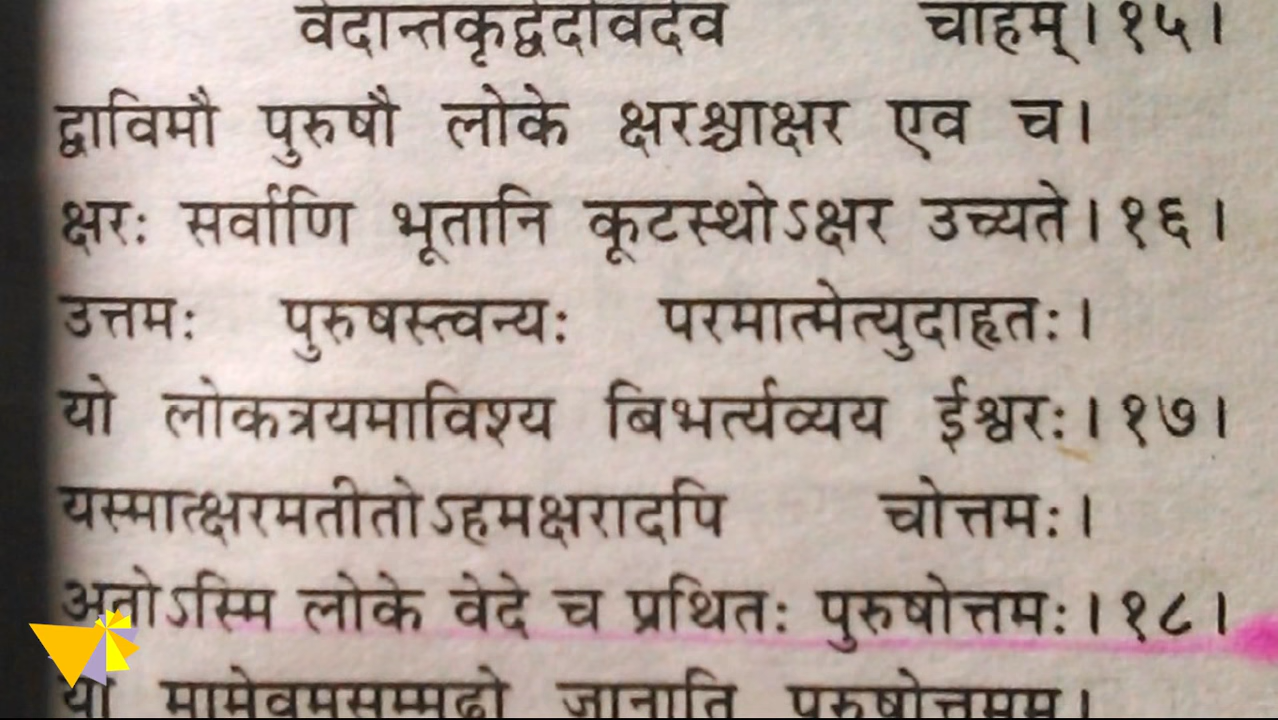 वेदान्तकृद्वेदविदेव चाहम्।१५।
द्वाविमौ पुरुषौ लोके क्षरश्चाक्षर एव च।
क्षरः सर्वाणि भूतानि कूटस्थोऽक्षर उच्यते।१६।
उत्तमः पुरुषस्त्वन्यः परमात्मेत्युदाहृतः।
यो लोकत्रयमाविश्य बिभर्त्यव्यय ईश्वरः।१७।
यस्मात्क्षरमतीतोऽहमक्षरादपि चोत्तमः।
अतोऽस्मि लोके वेदे च प्रथितः पुरुषोत्तमः।१८।
यो मामेवमसम्मूढो जानाति पुरुषोत्तमम्।